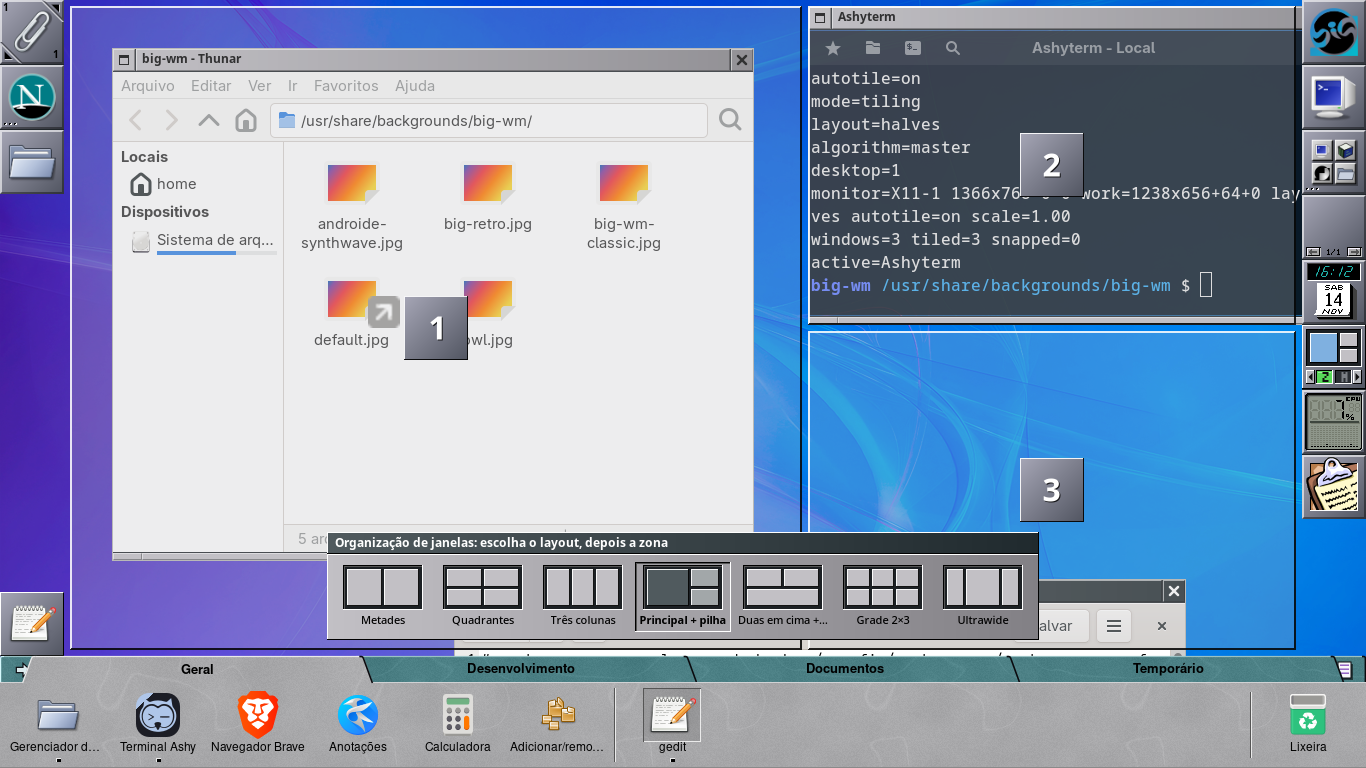 1
1
N
big-wm - Thunar
Arquivo Editar Ver Ir Favoritos Ajuda
/usr/share/backgrounds/big-wm/
Locais
home
Dispositivos
Sistema de arq...
androide-
synthwave.jpg
big-retro.jpg
big-wm-
classic.jpg
default.jpg
owl.jpg
1
5
Ashyterm
Ashyterm - Local
autotile=on
mode=tiling
layout=halves
algorithm=master
desktop=1
monitor=X11-1 work=1238x656+64+0 lay
ves autotile=on scale=1.00
windows=3 tiled=3 snapped=0
active=Ashyterm
big-wm /usr/share/backgrounds/big-wm $
2
3
Organização de janelas: escolha o layout, depois a zona
Metades
Quadrantes
Três colunas
Principal + pilha
Duas em cima +...
Grade 2×3
Ultrawide
alvar
1/1
16:12
SAB
14
NOV
2
CPU
%
Geral
Desenvolvimento
Documentos
Temporário
Gerenciador d...
Terminal Ashy
Navegador Brave
Anotações
Calculadora
Adicionar/remo...
gedit
Lixeira